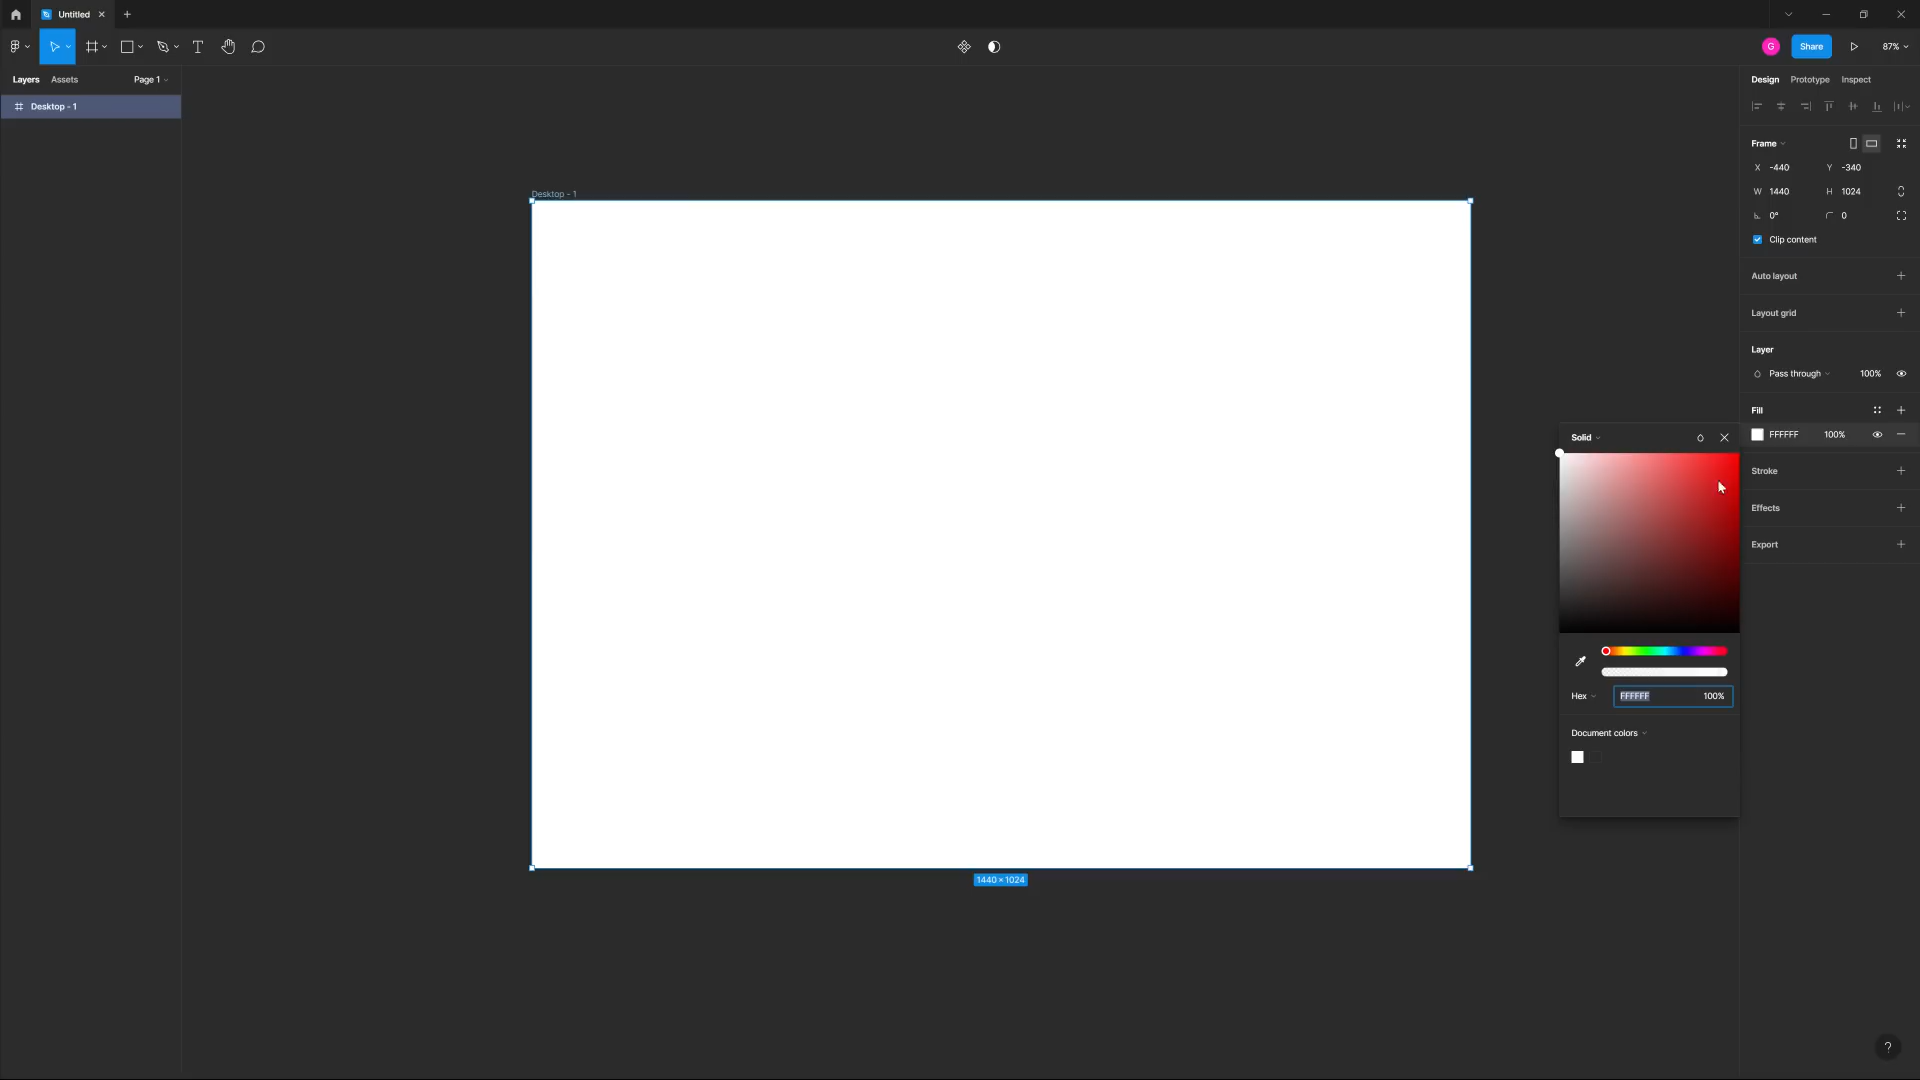 Untitled
Share
87%
Layers
Assets
Page 1
Design
Prototype
Inspect
Desktop - 1
Frame
X -440
Y -340
W 1440
H 1024
0°
0
Clip content
Auto layout
Layout grid
Layer
Pass through
100%
Fill
FFFFFF
100%
Stroke
Effects
Export
Desktop - 1
1440 × 1024
Solid
Hex
FFFFFF
100%
Document colors
G
?